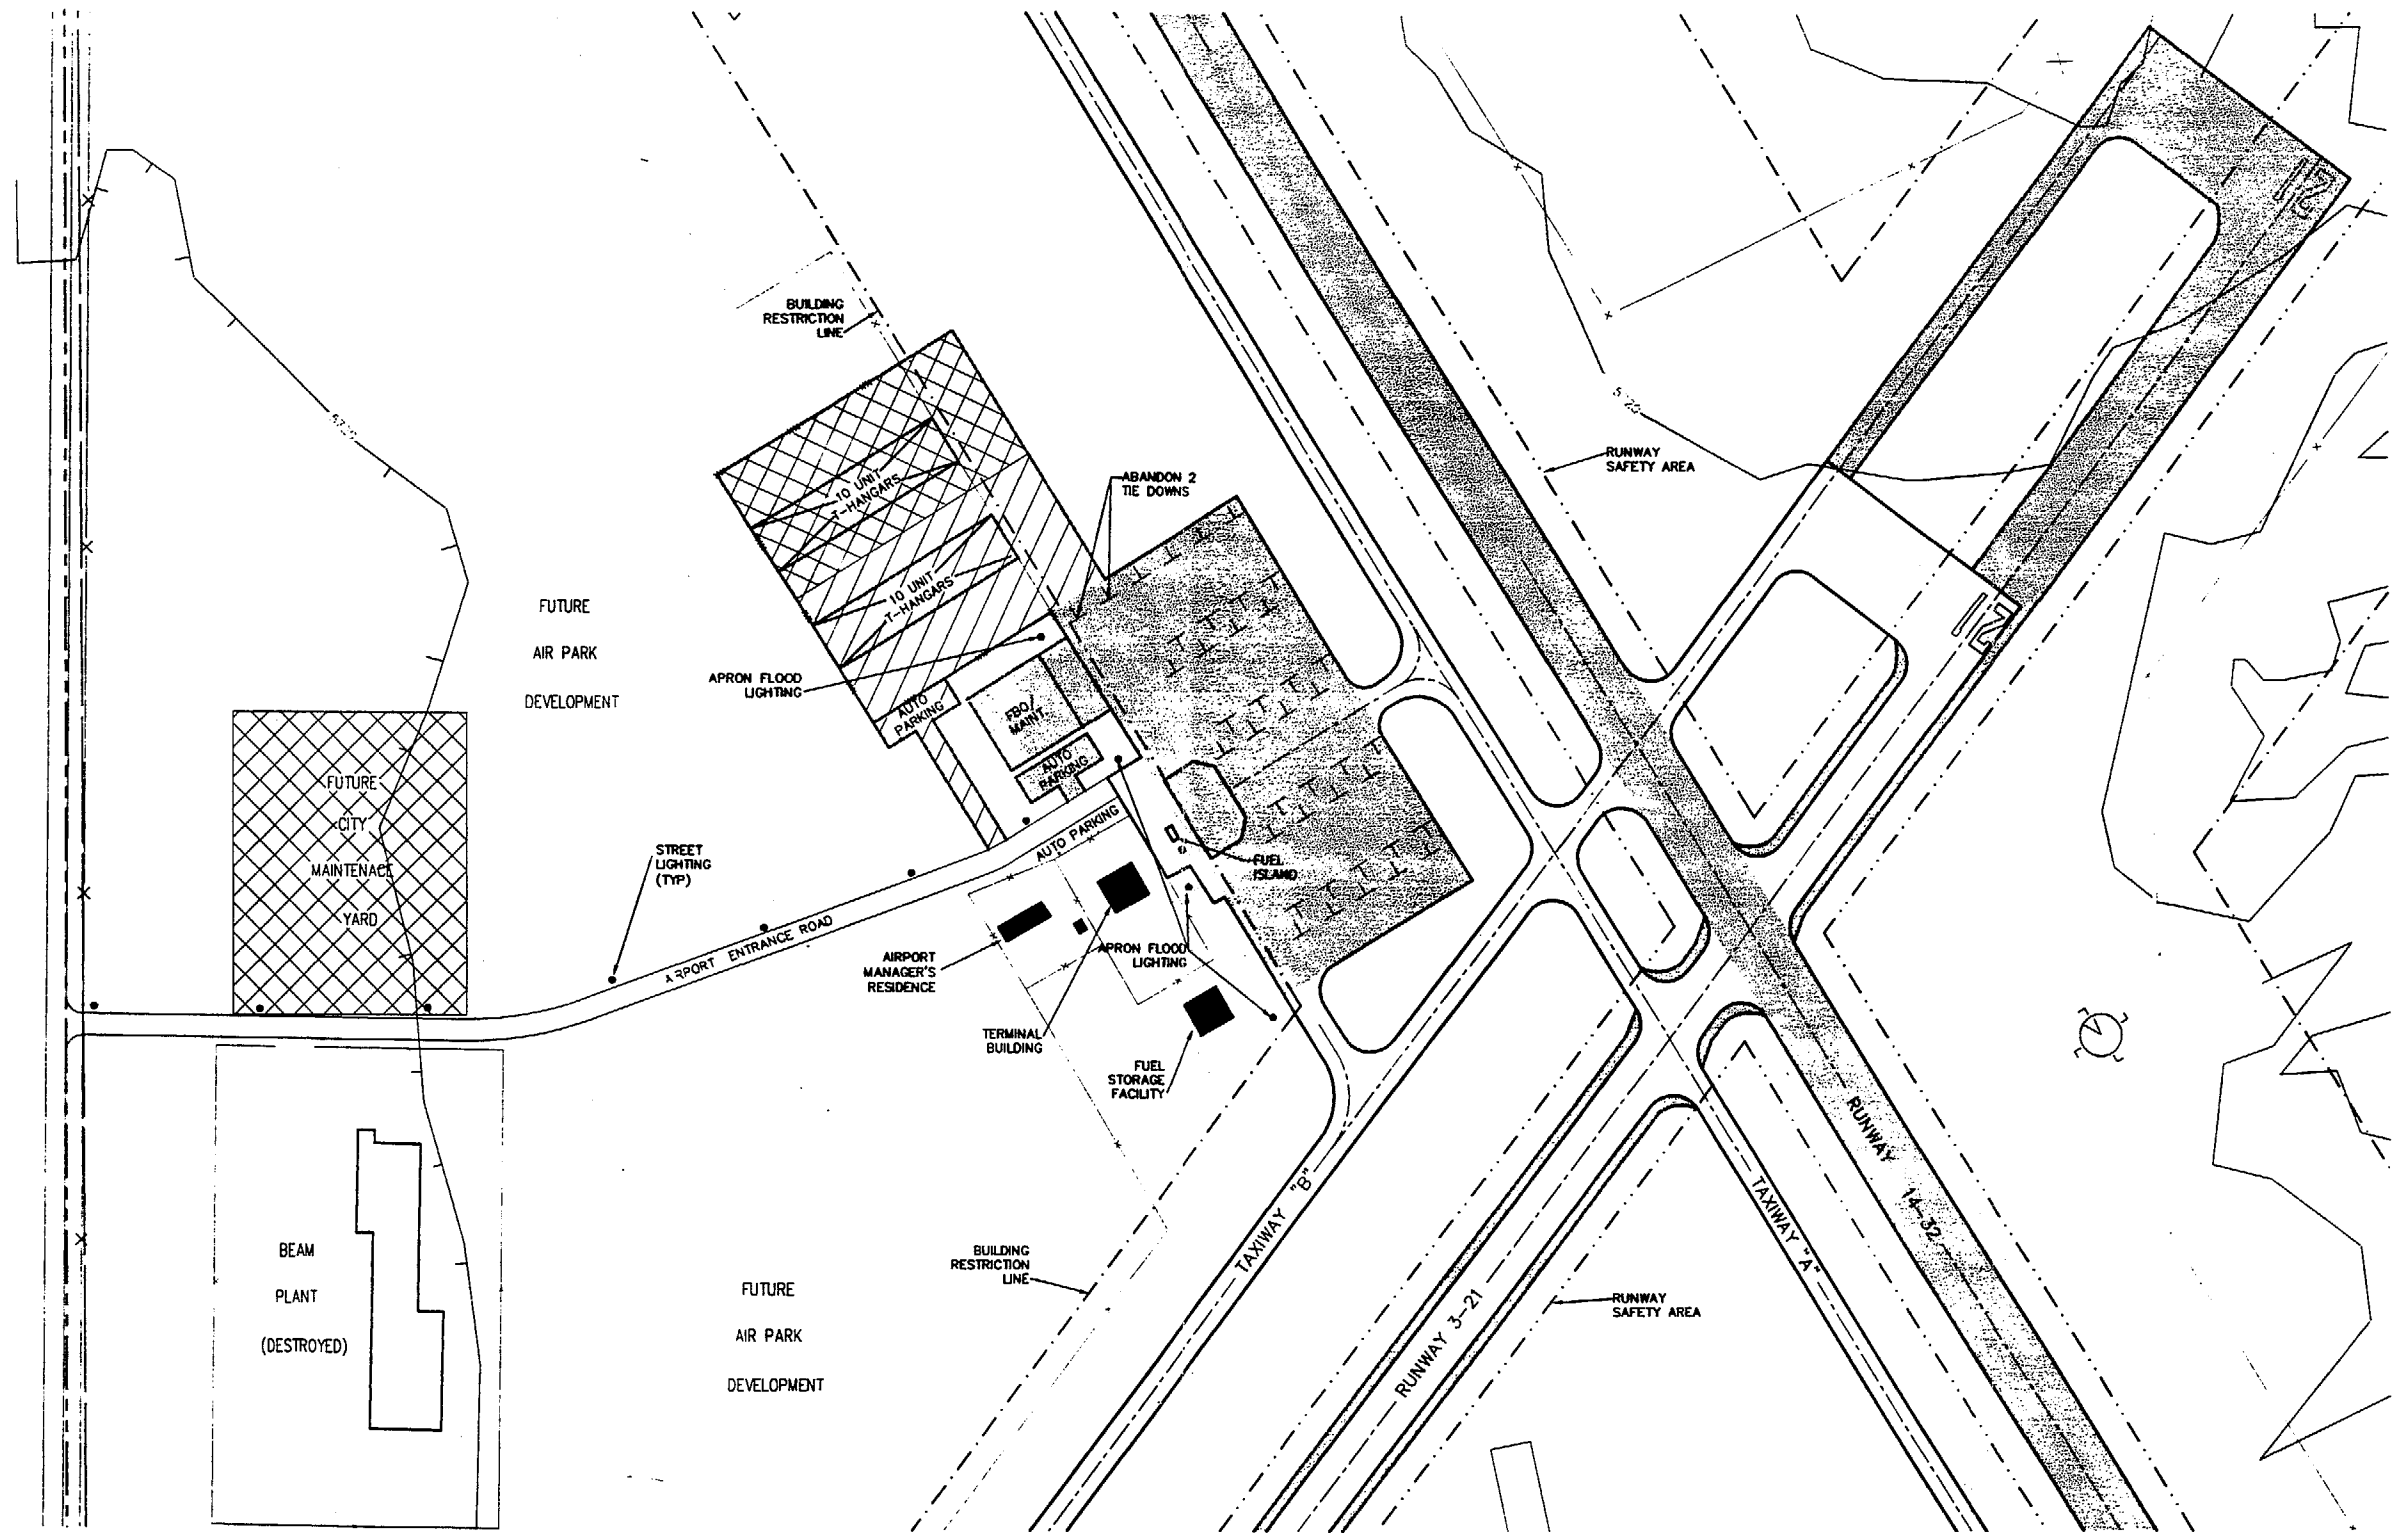 BUILDING
RESTRICTION
LINE
10 UNIT
T-HANGARS
ABANDON 2
TIE DOWNS
RUNWAY
SAFETY AREA
21
10 UNIT
T-HANGARS
FUTURE
AIR PARK
DEVELOPMENT
APRON FLOOD
LIGHTING
AUTO
PARKING
FBO/
MAINT.
AUTO
PARKING
21
FUTURE
CITY
MAINTENACE
YARD
STREET
LIGHTING
(TYP)
AUTO PARKING
FUEL
ISLAND
AIRPORT ENTRANCE ROAD
AIRPORT
MANAGER'S
RESIDENCE
APRON FLOOD
LIGHTING
TERMINAL
BUILDING
FUEL
STORAGE
FACILITY
V
RUNWAY 14-32
TAXIWAY "B"
TAXIWAY "A"
BEAM
PLANT
(DESTROYED)
BUILDING
RESTRICTION
LINE
FUTURE
AIR PARK
DEVELOPMENT
RUNWAY 3-21
RUNWAY
SAFETY AREA